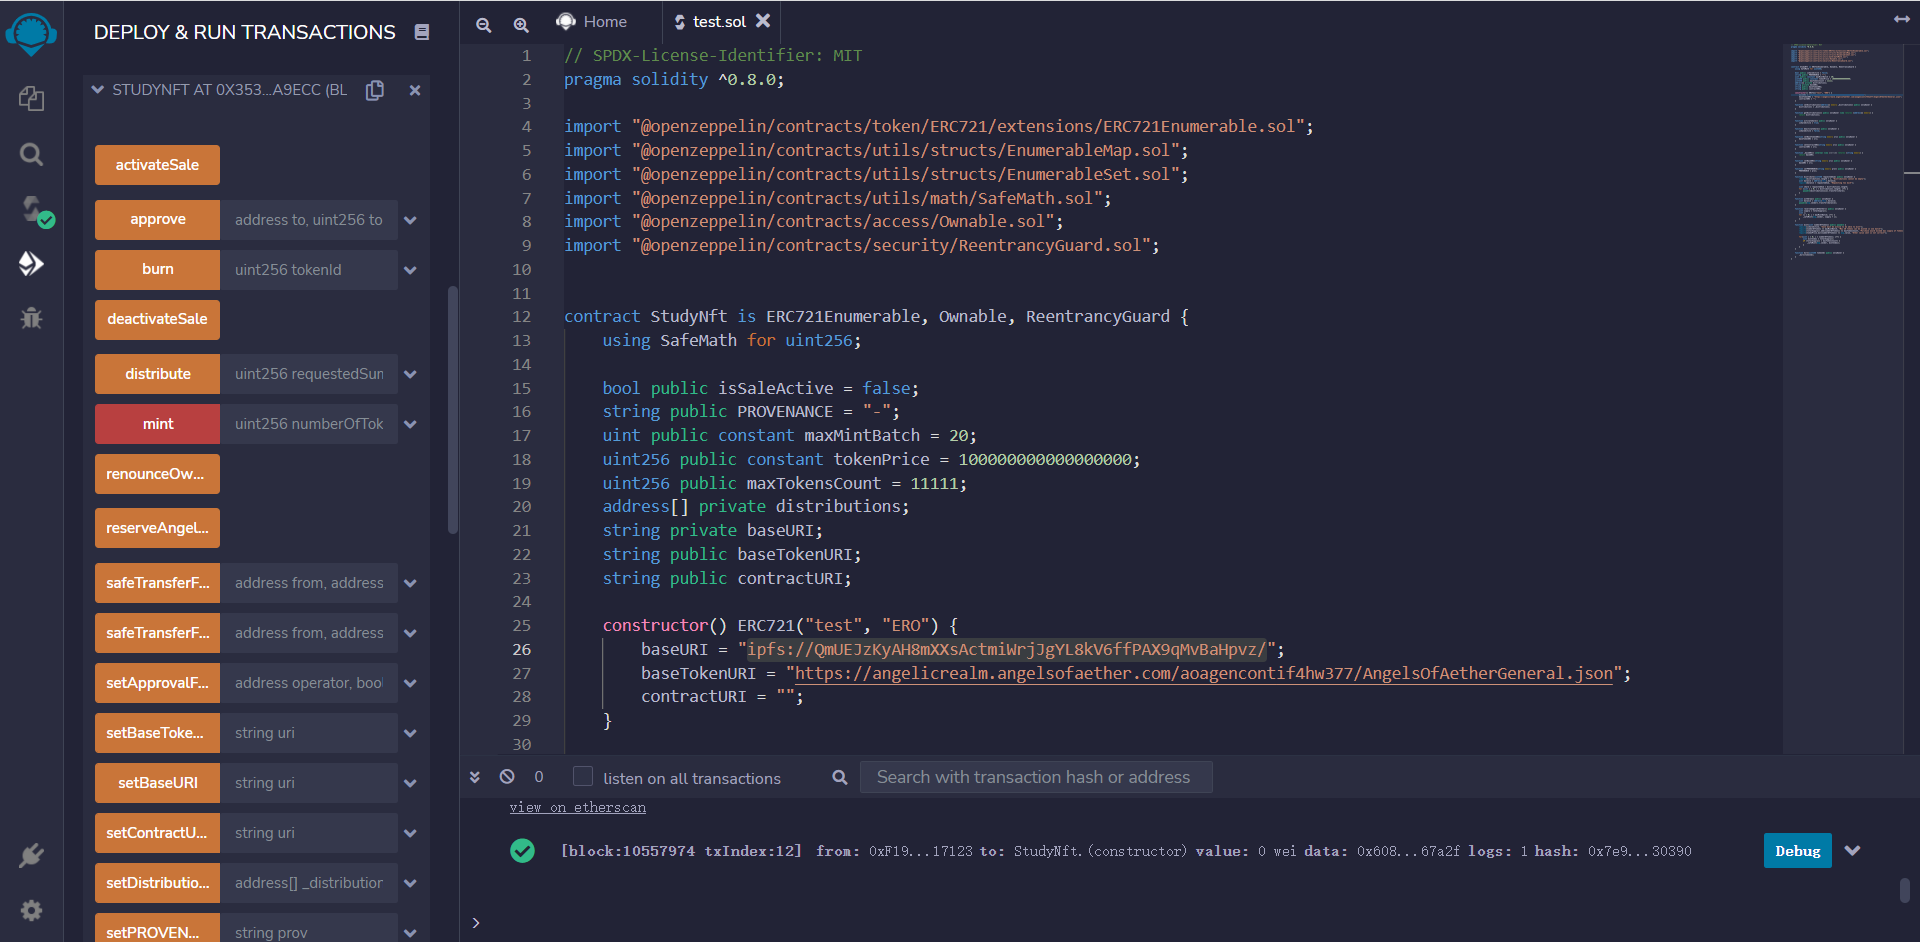 DEPLOY & RUN TRANSACTIONS
STUDYNFT AT 0X353...A9ECC (BL
activateSale
approve address to, uint256 to
burn uint256 tokenId
deactivateSale
distribute uint256 requestedSun
mint uint256 numberOfTok
renounceOw...
reserveAngel...
safeTransferF... address from, address
safeTransferF... address from, address
setApprovalF... address operator, bool
setBaseToke... string uri
setBaseURI string uri
setContractU... string uri
setDistributio... address[] _distribution
setPROVEN... string prov
Home test.sol
1 // SPDX-License-Identifier: MIT
2 pragma solidity ^0.8.0;
3
4 import "@openzeppelin/contracts/token/ERC721/extensions/ERC721Enumerable.sol";
5 import "@openzeppelin/contracts/utils/structs/EnumerableMap.sol";
6 import "@openzeppelin/contracts/utils/structs/EnumerableSet.sol";
7 import "@openzeppelin/contracts/utils/math/SafeMath.sol";
8 import "@openzeppelin/contracts/access/Ownable.sol";
9 import "@openzeppelin/contracts/security/ReentrancyGuard.sol";
10
11
12 contract StudyNft is ERC721Enumerable, Ownable, ReentrancyGuard {
13 using SafeMath for uint256;
14
15 bool public isSaleActive = false;
16 string public PROVENANCE = "-";
17 uint public constant maxMintBatch = 20;
18 uint256 public constant tokenPrice = 100000000000000000;
19 uint256 public maxTokensCount = 11111;
20 address[] private distributions;
21 string private baseURI;
22 string public baseTokenURI;
23 string public contractURI;
24
25 constructor() ERC721("test", "ERO") {
26 baseURI = "ipfs://QmUEJzKyAH8mXXsActmiWrjJgYL8kV6ffPAX9qMvBaHpvz/";
27 baseTokenURI = "https://angelicrealm.angelsofaether.com/aoagencontif4hw377/AngelsOfAetherGeneral.json";
28 contractURI = "";
29 }
30
0 listen on all transactions Search with transaction hash or address
view on etherscan
[block:10557974 txIndex:12] from: 0xF19...17123 to: StudyNft.(constructor) value: 0 wei data: 0x608...67a2f logs: 1 hash: 0x7e9...30390 Debug
>